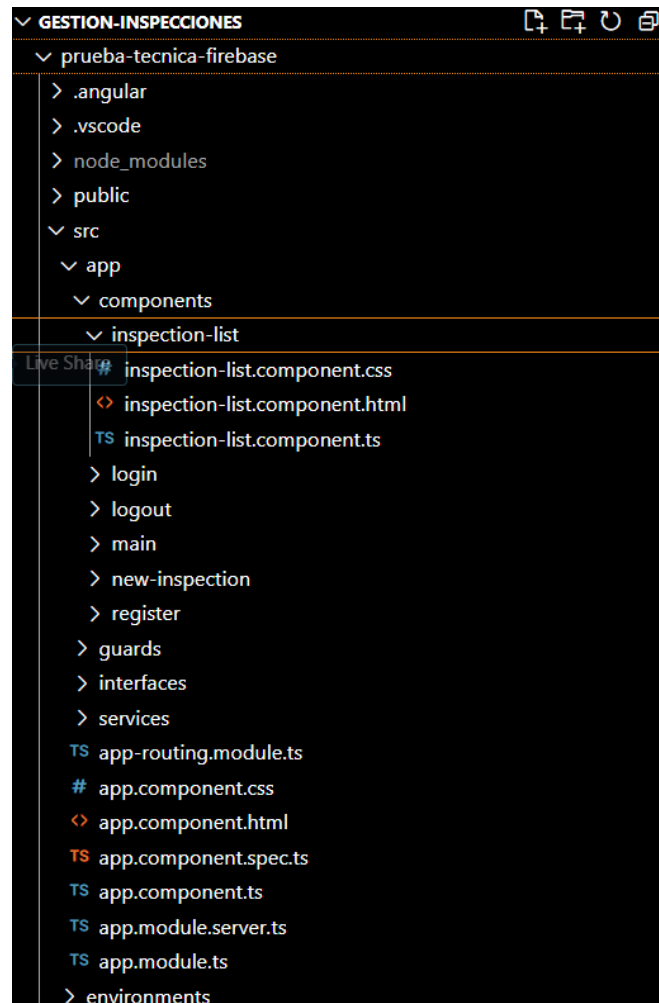 GESTION-INSPECCIONES
prueba-tecnica-firebase
.angular
.vscode
node_modules
public
src
app
components
inspection-list
Live Share
# inspection-list.component.css
<> inspection-list.component.html
TS inspection-list.component.ts
login
logout
main
new-inspection
register
guards
interfaces
services
TS app-routing.module.ts
# app.component.css
<> app.component.html
TS app.component.spec.ts
TS app.component.ts
TS app.module.server.ts
TS app.module.ts
environments